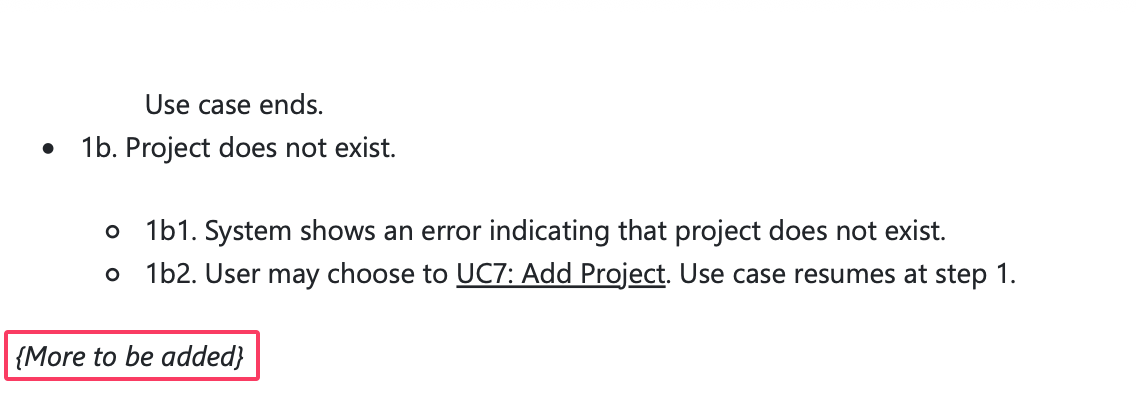 Use case ends.
• 1b. Project does not exist.
◦ 1b1. System shows an error indicating that project does not exist.
◦ 1b2. User may choose to UC7: Add Project. Use case resumes at step 1.
{More to be added}